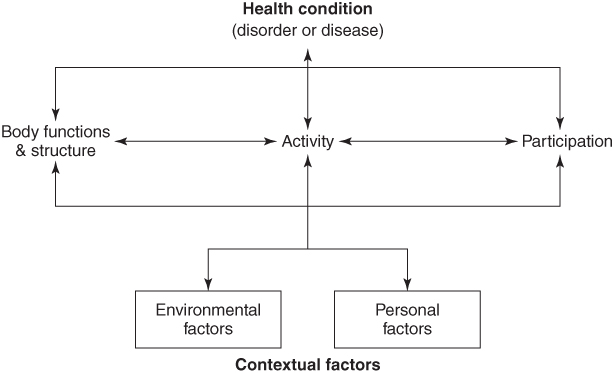 Health condition
(disorder or disease)
Body functions
& structure
Activity
Participation
Environmental
factors
Personal
factors
Contextual factors